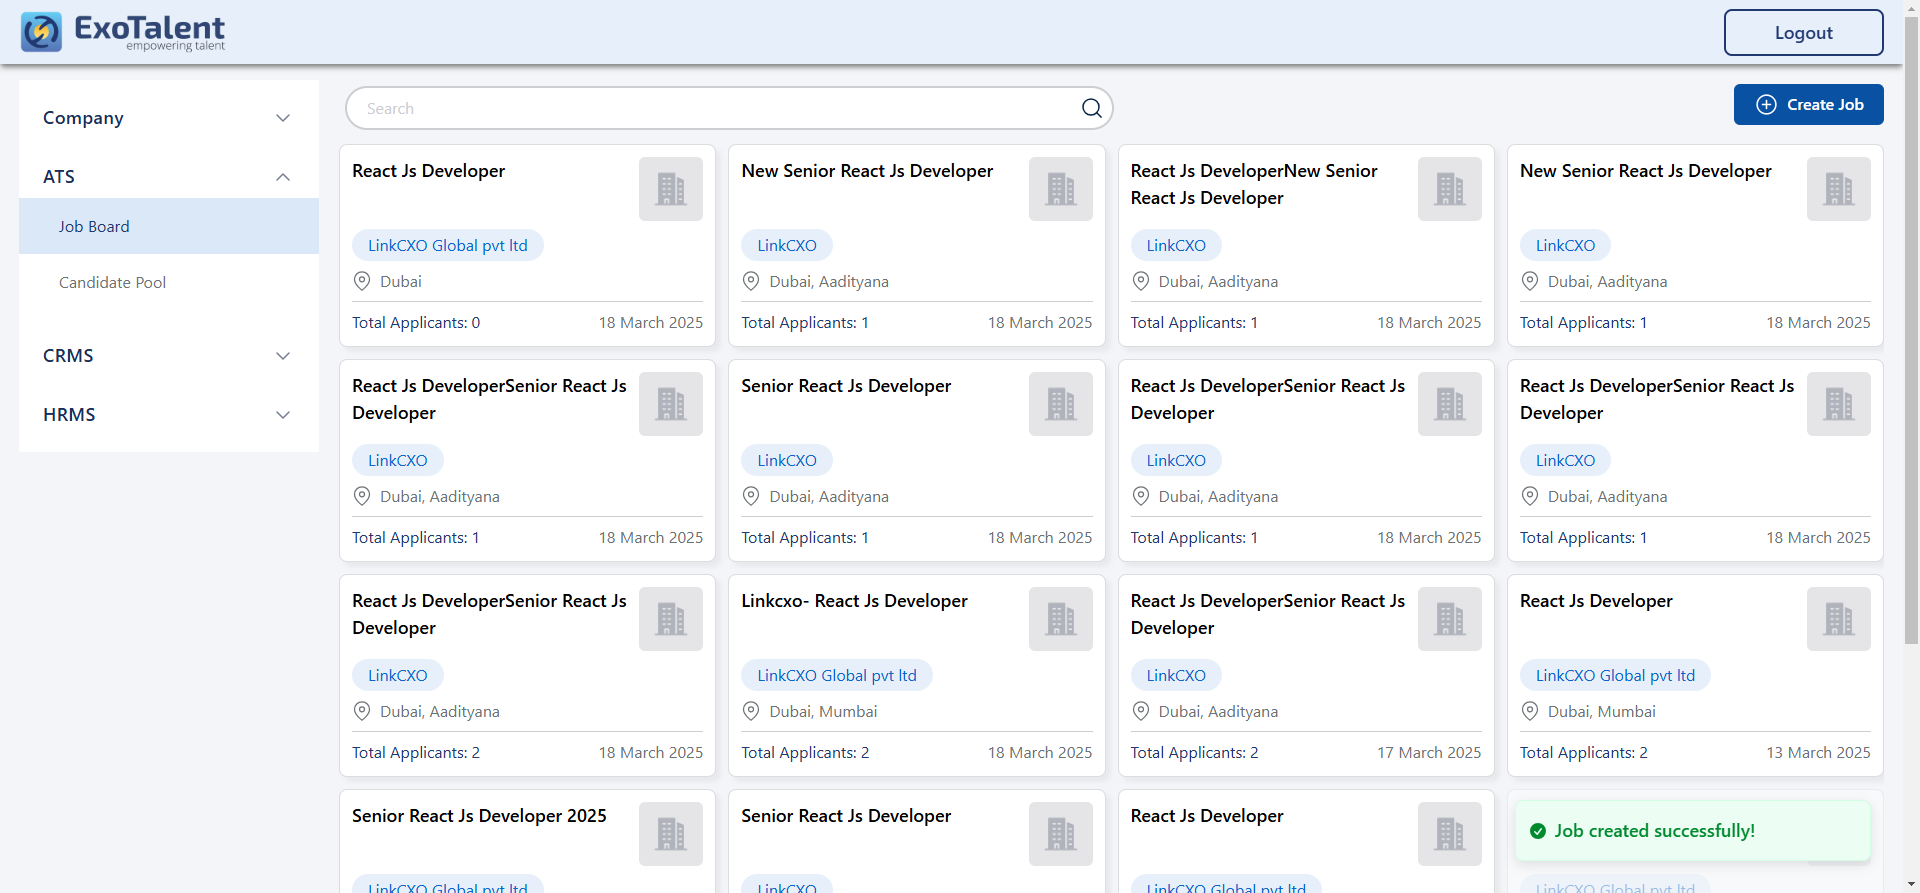 ExoTalent
empowering talent
Logout
Company
ATS
Job Board
Candidate Pool
CRMS
HRMS
Search
Create Job
React Js Developer
LinkCXO Global pvt ltd
Dubai
Total Applicants: 0
18 March 2025
New Senior React Js Developer
LinkCXO
Dubai, Aadityana
Total Applicants: 1
18 March 2025
React Js DeveloperNew Senior
React Js Developer
LinkCXO
Dubai, Aadityana
Total Applicants: 1
18 March 2025
New Senior React Js Developer
LinkCXO
Dubai, Aadityana
Total Applicants: 1
18 March 2025
React Js DeveloperSenior React Js
Developer
LinkCXO
Dubai, Aadityana
Total Applicants: 1
18 March 2025
Senior React Js Developer
LinkCXO
Dubai, Aadityana
Total Applicants: 1
18 March 2025
React Js DeveloperSenior React Js
Developer
LinkCXO
Dubai, Aadityana
Total Applicants: 1
18 March 2025
React Js DeveloperSenior React Js
Developer
LinkCXO
Dubai, Aadityana
Total Applicants: 1
18 March 2025
React Js DeveloperSenior React Js
Developer
LinkCXO
Dubai, Aadityana
Total Applicants: 2
18 March 2025
Linkcxo- React Js Developer
LinkCXO Global pvt ltd
Dubai, Mumbai
Total Applicants: 2
18 March 2025
React Js DeveloperSenior React Js
Developer
LinkCXO
Dubai, Aadityana
Total Applicants: 2
17 March 2025
React Js Developer
LinkCXO Global pvt ltd
Dubai, Mumbai
Total Applicants: 2
13 March 2025
Senior React Js Developer 2025
LinkCXO Global pvt ltd
Senior React Js Developer
LinkCXO
React Js Developer
LinkCXO Global pvt ltd
Job created successfully!
LinkCXO Global pvt ltd